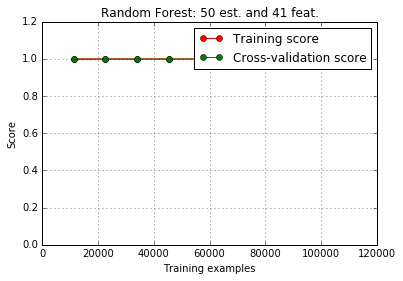 Random Forest: 50 est. and 41 feat.
1.2
1.0
0.8
0.6
0.4
0.2
0.0
Score
Training score
Cross-validation score
0 20000 40000 60000 80000 100000 120000
Training examples